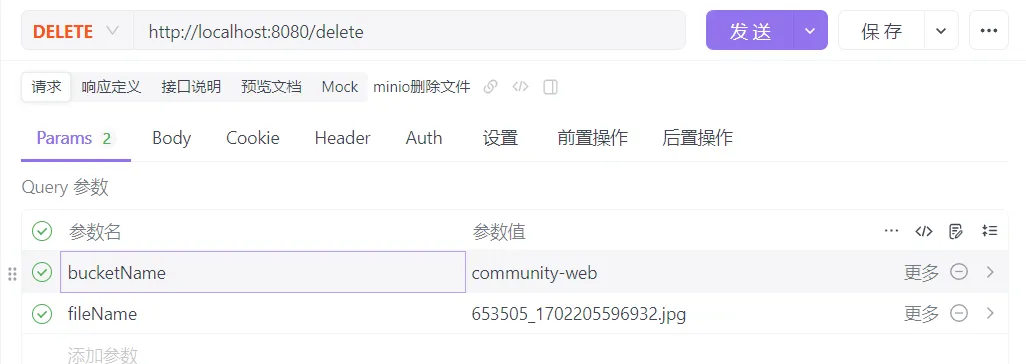 DELETE http://localhost:8080/delete 发送 保存
请求 响应定义 接口说明 预览文档 Mock minio删除文件
Params 2 Body Cookie Header Auth 设置 前置操作 后置操作
Query 参数
参数名 参数值
bucketName community-web 更多
fileName 653505_1702205596932.jpg 更多
添加参数